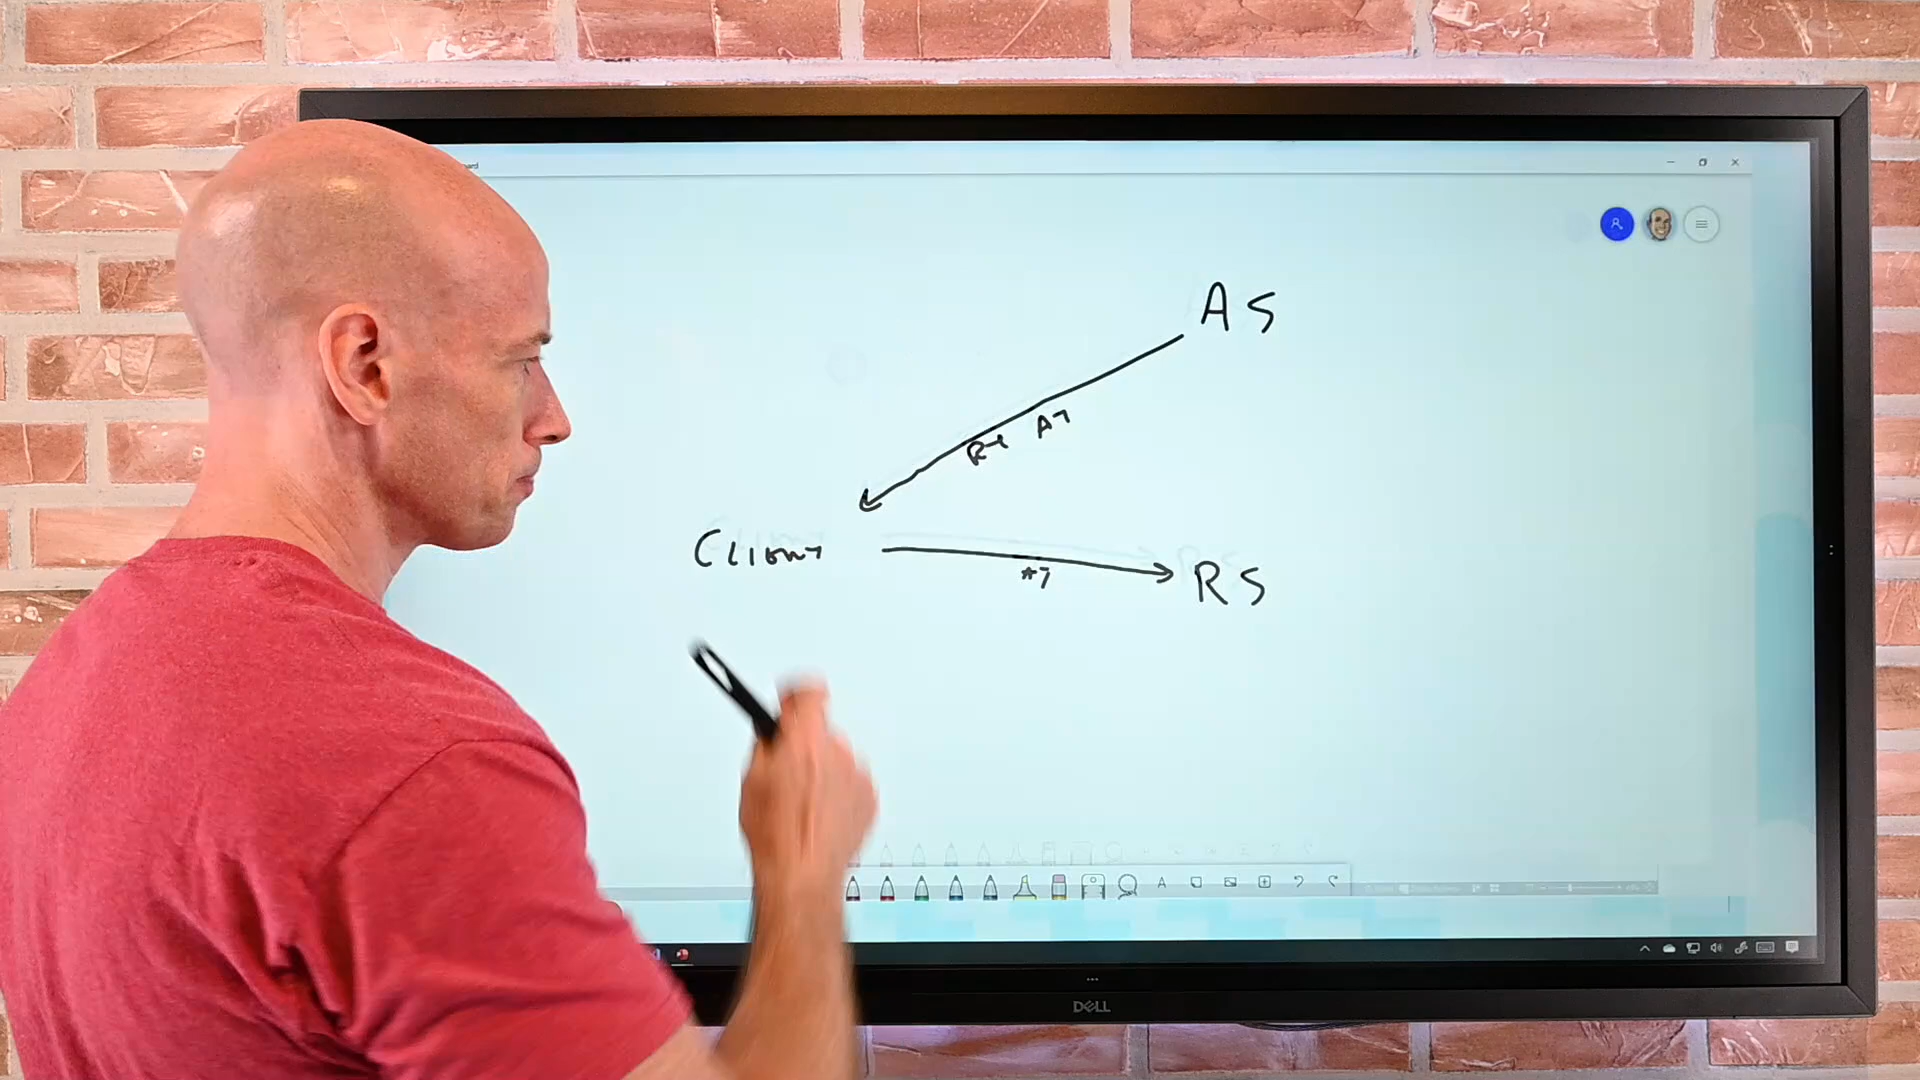 AS
RT AT
Client
AT
RS
DELL